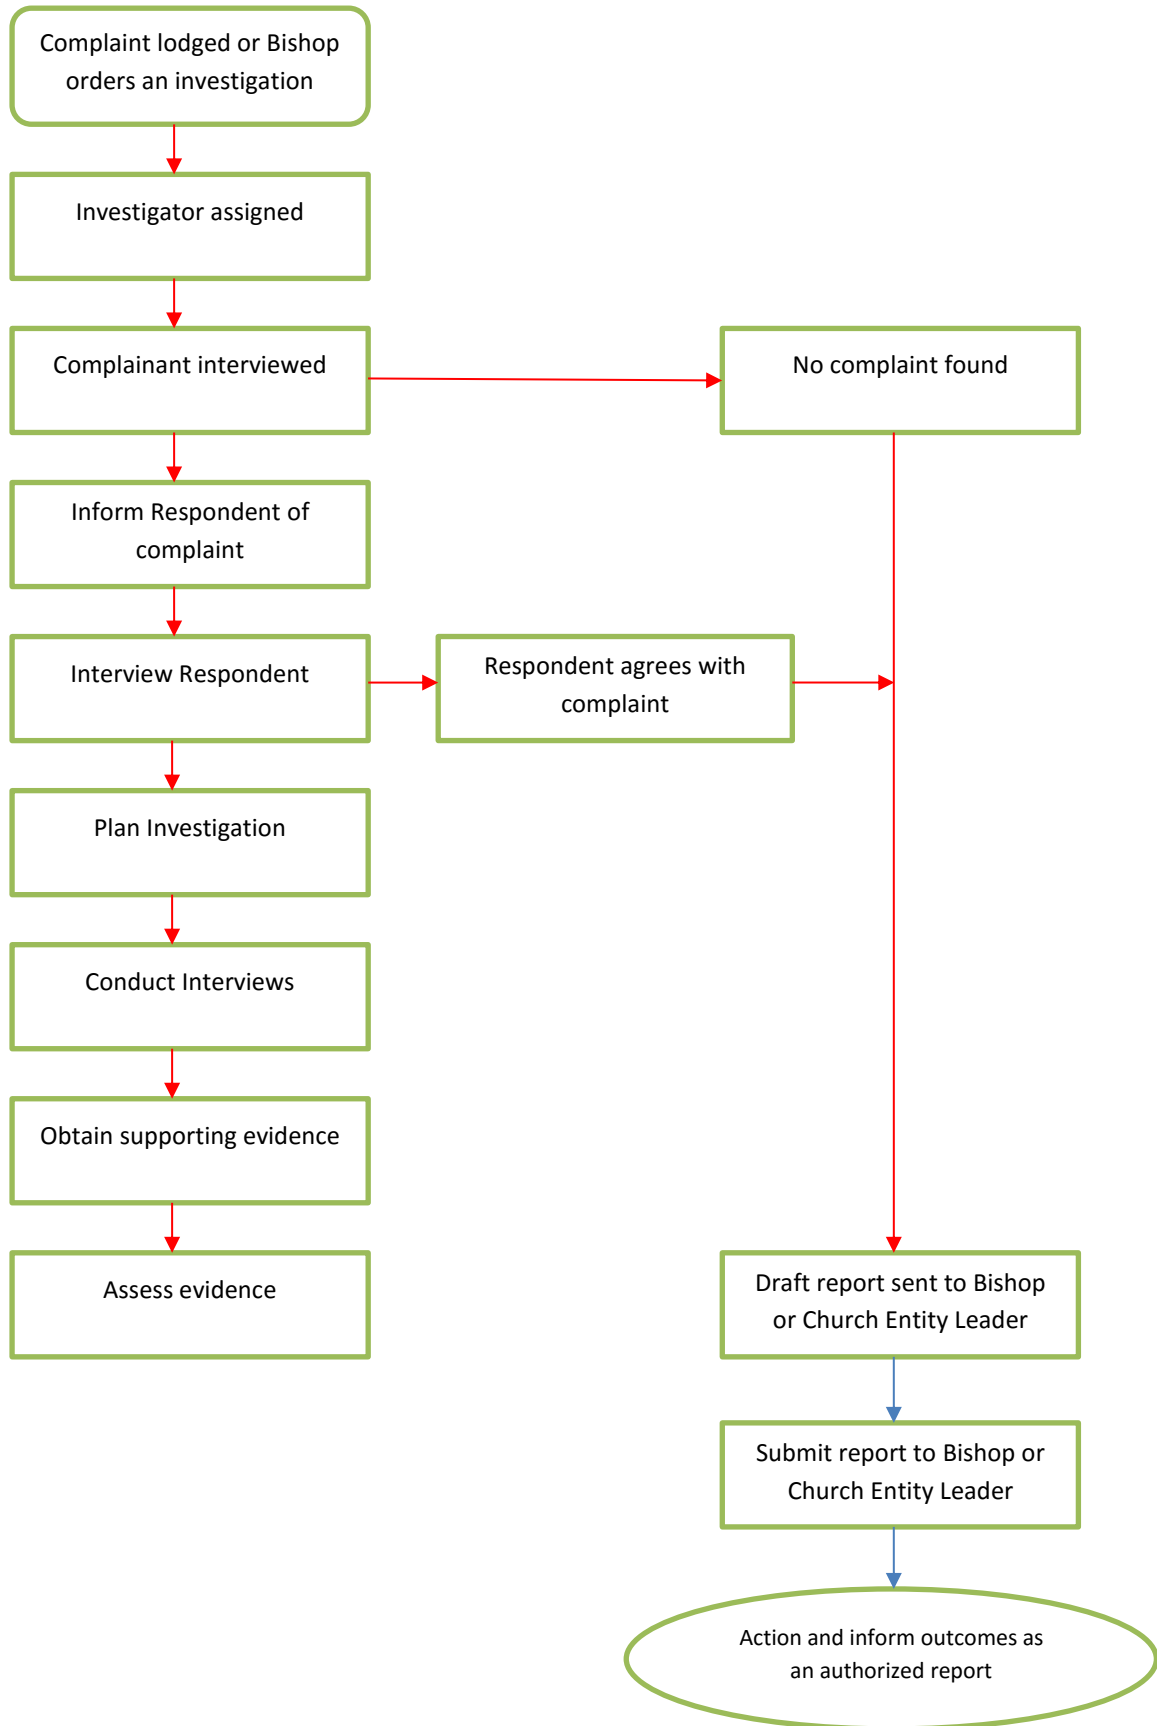 Complaint lodged or Bishop
orders an investigation
Investigator assigned
Complainant interviewed
No complaint found
Inform Respondent of
complaint
Interview Respondent
Respondent agrees with
complaint
Plan Investigation
Conduct Interviews
Obtain supporting evidence
Assess evidence
Draft report sent to Bishop
or Church Entity Leader
Submit report to Bishop or
Church Entity Leader
Action and inform outcomes as
an authorized report